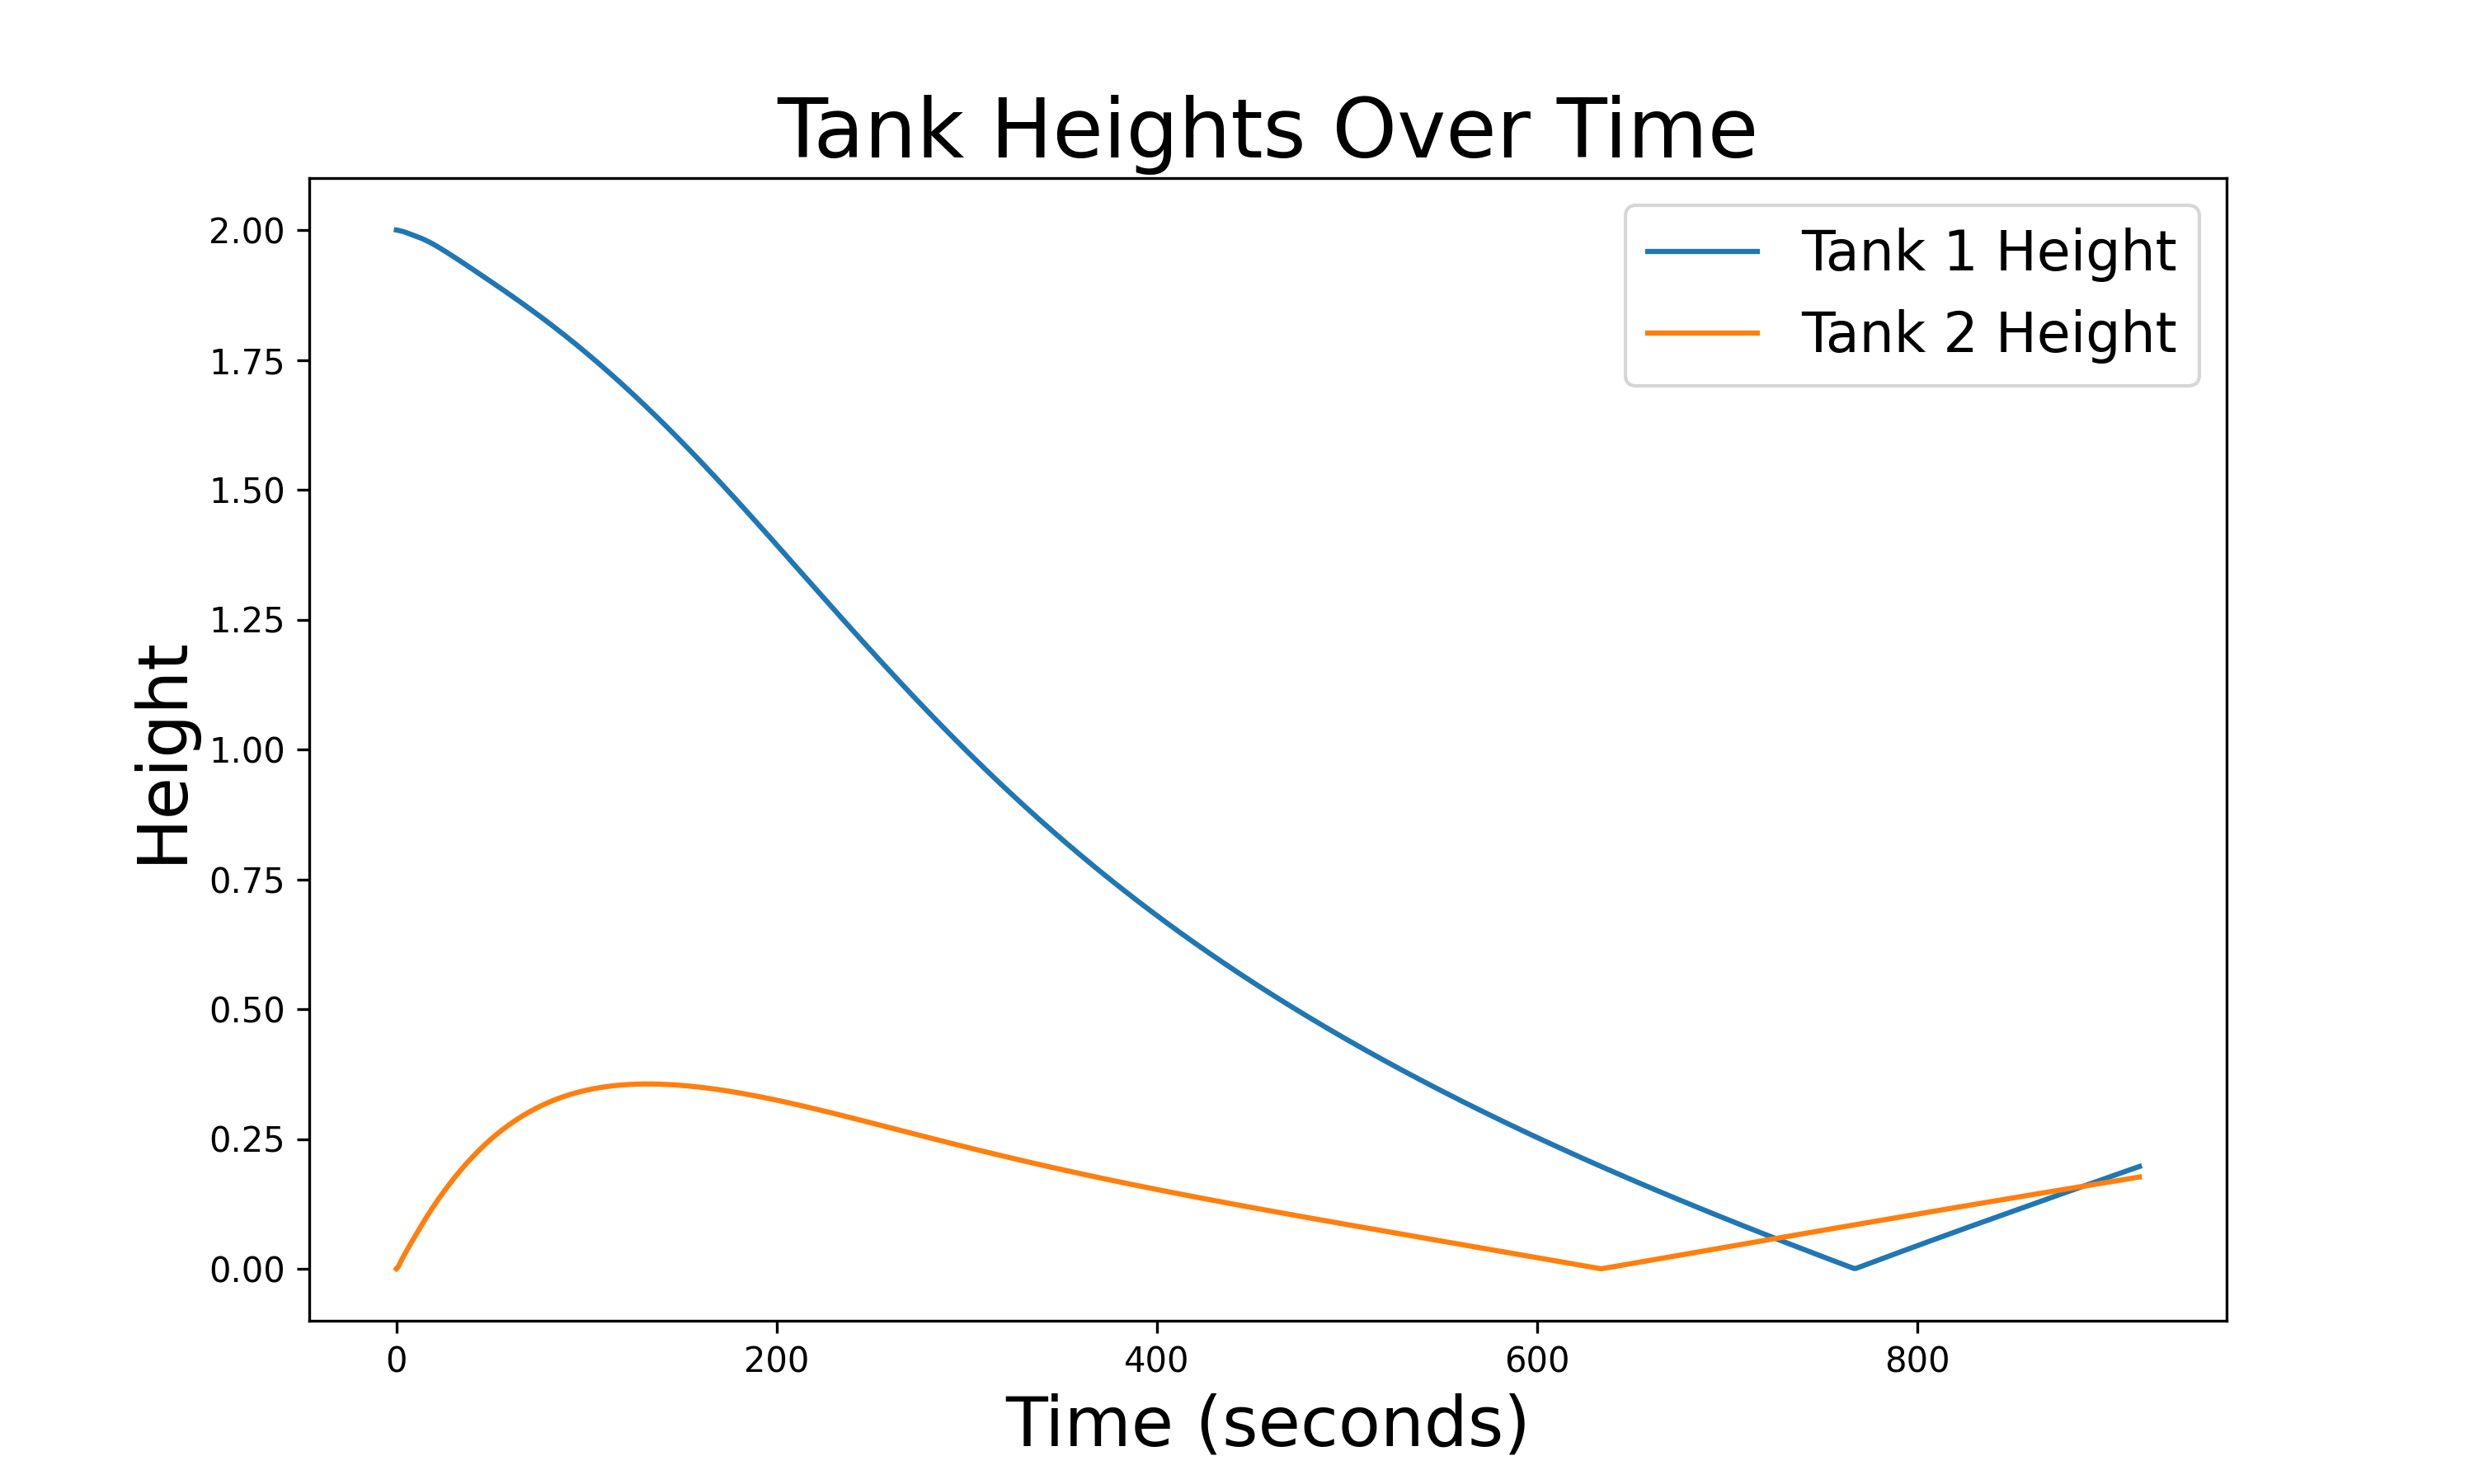 Tank Heights Over Time
Tank 1 Height
Tank 2 Height
Height
2.00
1.75
1.50
1.25
1.00
0.75
0.50
0.25
0.00
0 200 400 600 800
Time (seconds)